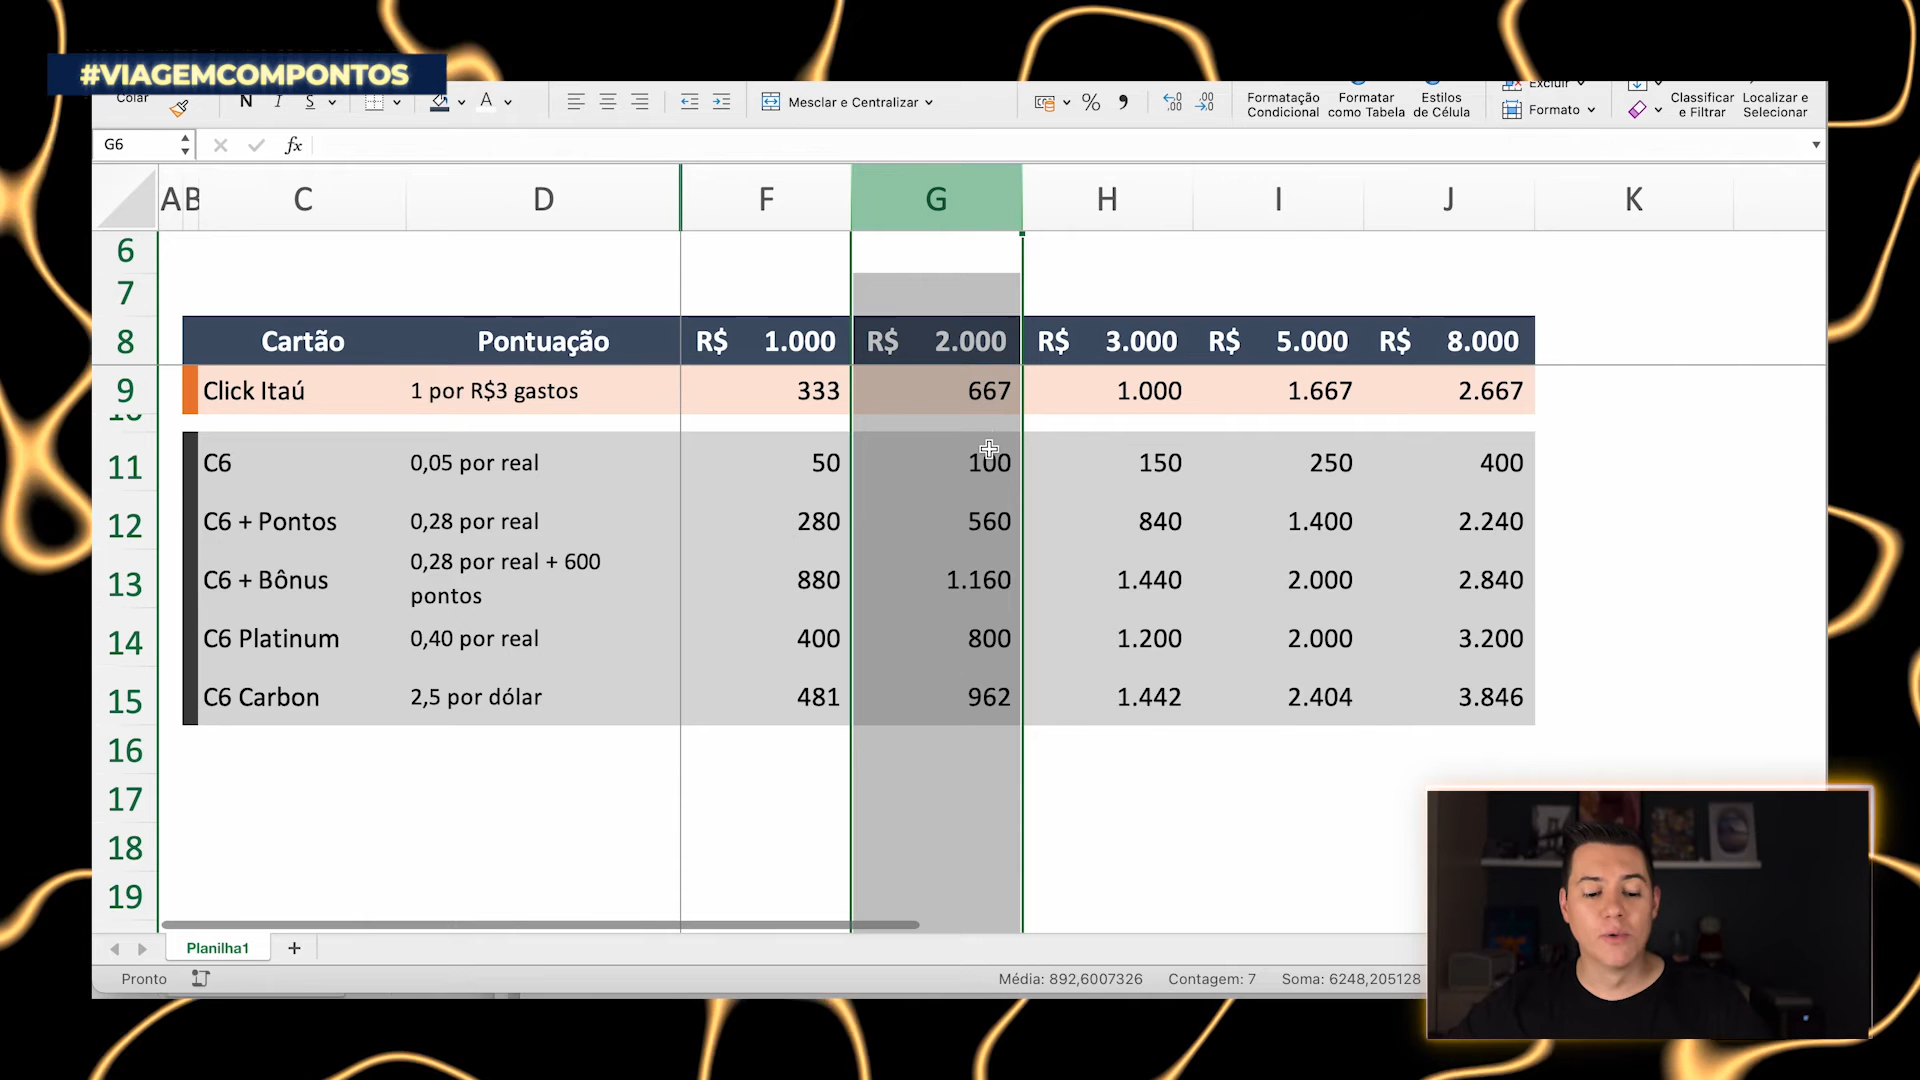 #VIAGEMCOMPONTOS
Colar N I S A Mesclar e Centralizar % Formatação Condicional Formatar como Tabela Estilos de Célula Excluir Formato Classificar e Filtrar Localizar e Selecionar
G6 fx
A B C D F G H I J K
6
7
8 Cartão Pontuação R$ 1.000 R$ 2.000 R$ 3.000 R$ 5.000 R$ 8.000
9 Click Itaú 1 por R$3 gastos 333 667 1.000 1.667 2.667
10
11 C6 0,05 por real 50 100 150 250 400
12 C6 + Pontos 0,28 por real 280 560 840 1.400 2.240
13 C6 + Bônus 0,28 por real + 600 pontos 880 1.160 1.440 2.000 2.840
14 C6 Platinum 0,40 por real 400 800 1.200 2.000 3.200
15 C6 Carbon 2,5 por dólar 481 962 1.442 2.404 3.846
16
17
18
19
Planilha1 +
Pronto Média: 892,6007326 Contagem: 7 Soma: 6248,205128